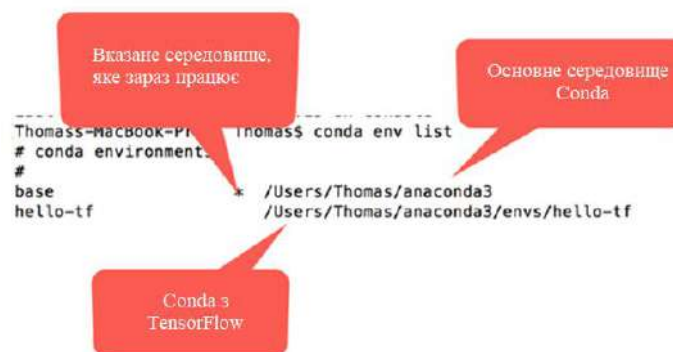 Вказане середовище,
яке зараз працює
Основне середовище
Conda
Thomass-MacBook-Pr Thomas$ conda env list
# conda environments
#
base * /Users/Thomas/anaconda3
hello-tf /Users/Thomas/anaconda3/envs/hello-tf
Conda з
TensorFlow